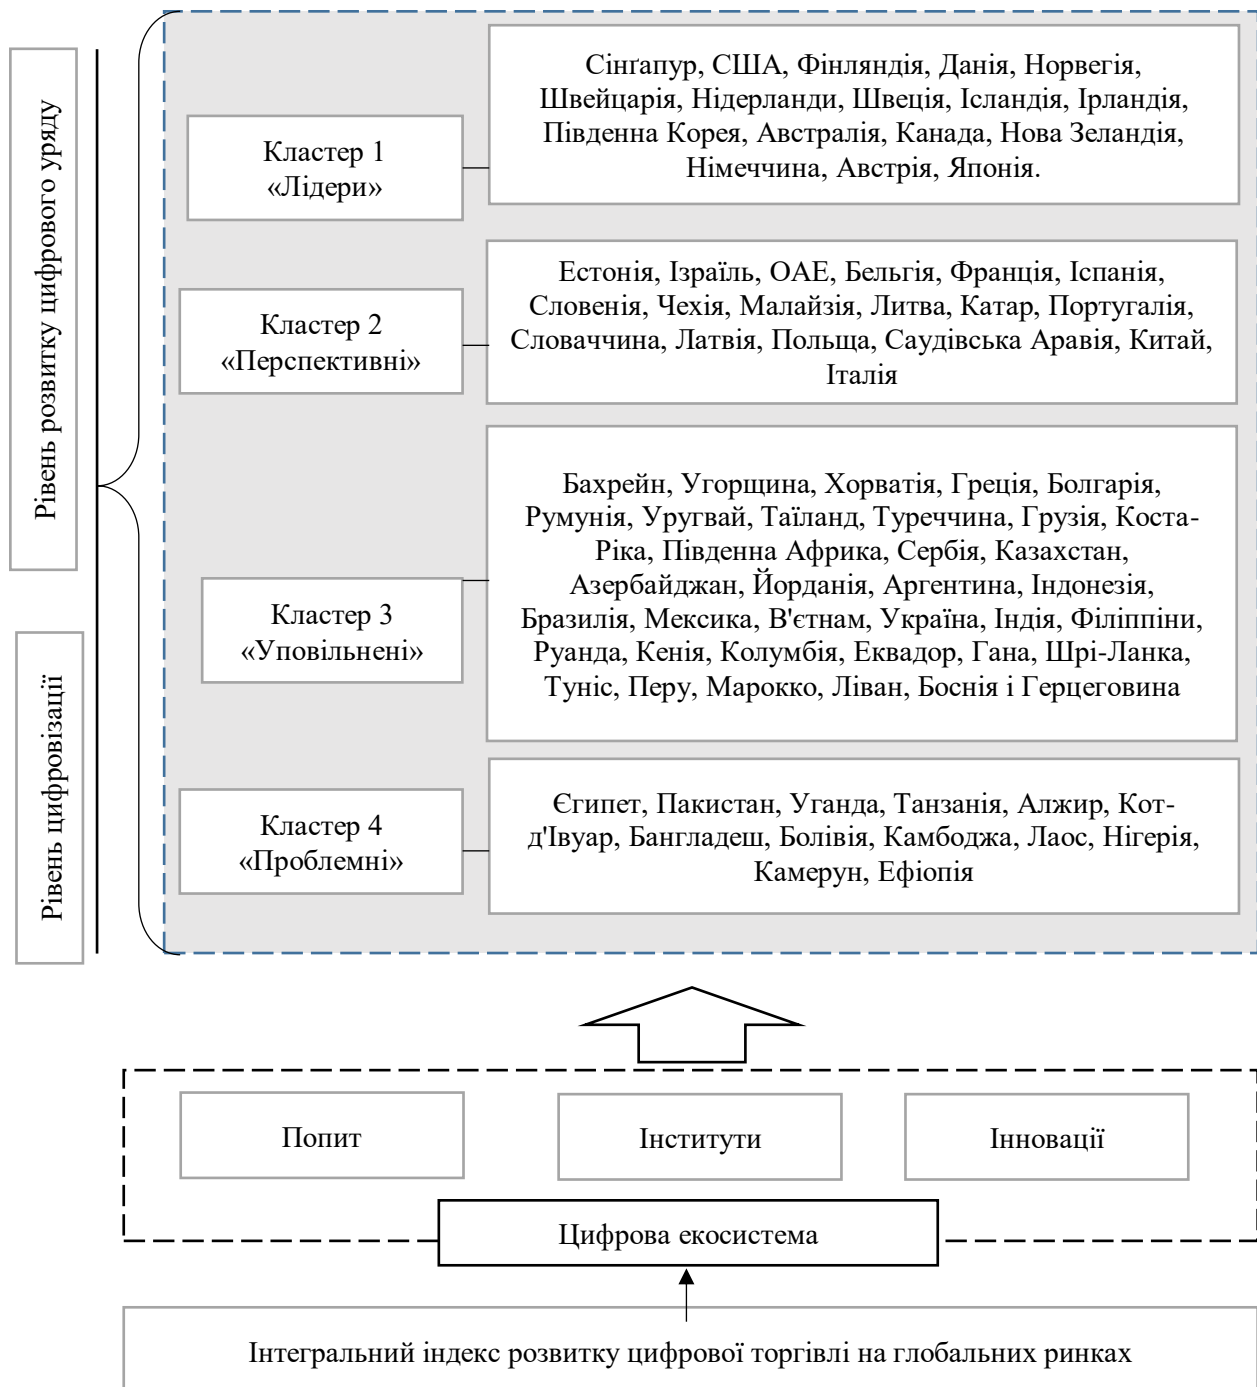 Рівень розвитку цифрового уряду
Рівень цифровізації
Кластер 1
«Лідери»
Сінґапур, США, Фінляндія, Данія, Норвегія,
Швейцарія, Нідерланди, Швеція, Ісландія, Ірландія,
Південна Корея, Австралія, Канада, Нова Зеландія,
Німеччина, Австрія, Японія.
Кластер 2
«Перспективні»
Естонія, Ізраїль, ОАЕ, Бельгія, Франція, Іспанія,
Словенія, Чехія, Малайзія, Литва, Катар, Португалія,
Словаччина, Латвія, Польща, Саудівська Аравія, Китай,
Італія
Кластер 3
«Уповільнені»
Бахрейн, Угорщина, Хорватія, Греція, Болгарія,
Румунія, Уругвай, Таїланд, Туреччина, Грузія, Коста-
Ріка, Південна Африка, Сербія, Казахстан,
Азербайджан, Йорданія, Аргентина, Індонезія,
Бразилія, Мексика, В'єтнам, Україна, Індія, Філіппіни,
Руанда, Кенія, Колумбія, Еквадор, Гана, Шрі-Ланка,
Туніс, Перу, Марокко, Ліван, Боснія і Герцеговина
Кластер 4
«Проблемні»
Єгипет, Пакистан, Уганда, Танзанія, Алжир, Кот-
д'Івуар, Бангладеш, Болівія, Камбоджа, Лаос, Нігерія,
Камерун, Ефіопія
Попит
Інститути
Інновації
Цифрова екосистема
Інтегральний індекс розвитку цифрової торгівлі на глобальних ринках